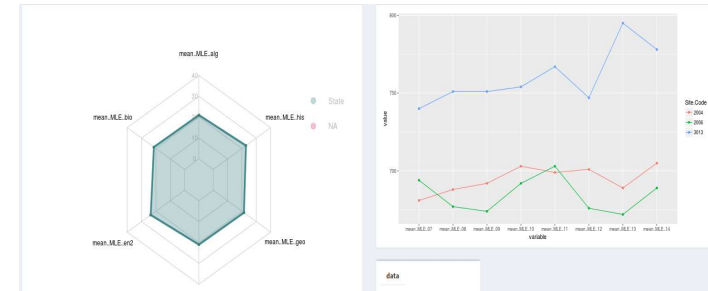 mean..MLE..alg
40
30
20
10
0
mean..MLE..bio
mean..MLE..his
mean..MLE..en2
mean..MLE..geo
State
NA
800
750
700
value
mean..MLE..07 mean..MLE..08 mean..MLE..09 mean..MLE..10 mean..MLE..11 mean..MLE..12 mean..MLE..13 mean..MLE..14
variable
Site.Code
2004
2006
3013
data